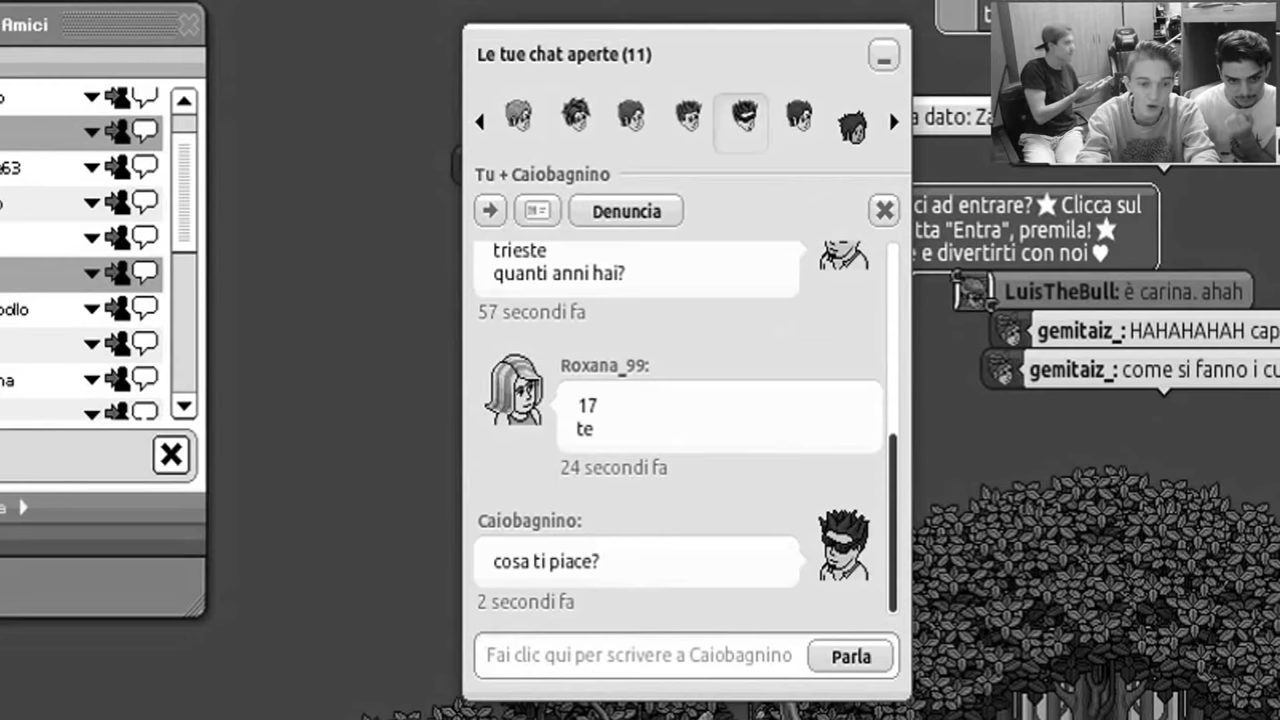 Amici
o
63
o
odlo
na
a
Le tue chat aperte (11)
Tu + Caiobagnino
Denuncia
trieste
quanti anni hai?
57 secondi fa
Roxana_99:
17
te
24 secondi fa
Caiobagnino:
cosa ti piace?
2 secondi fa
Fai clic qui per scrivere a Caiobagnino
Parla
a dato: Za
ci ad entrare? ★ Clicca sul
tta "Entra", premila! ★
e e divertirti con noi ♥
LuisTheBull: è carina. ahah
gemitaiz_: HAHAHAHAH cap
gemitaiz_: come si fanno i cu